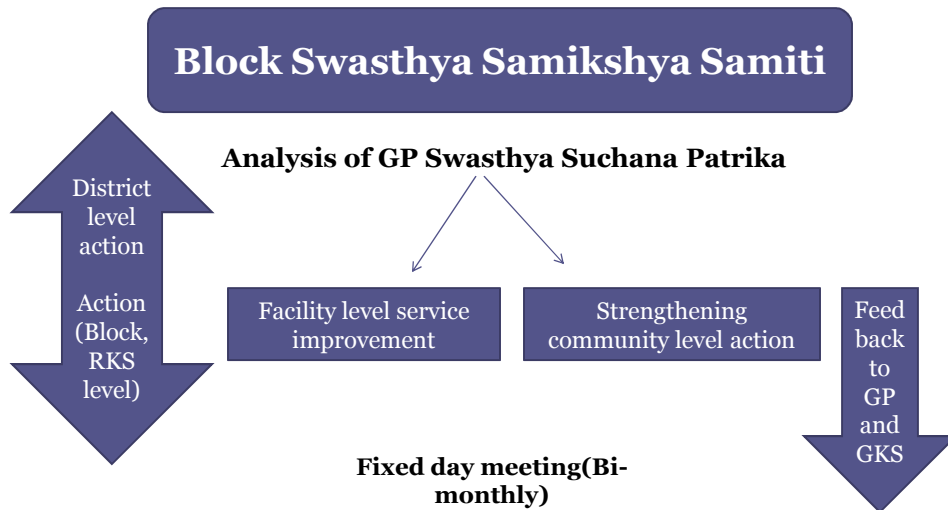 Block Swasthya Samikshya Samiti
Analysis of GP Swasthya Suchana Patrika
District
level
action
Action
(Block,
RKS
level)
Facility level service
improvement
Strengthening
community level action
Feed
back
to
GP
and
GKS
Fixed day meeting(Bi-
monthly)